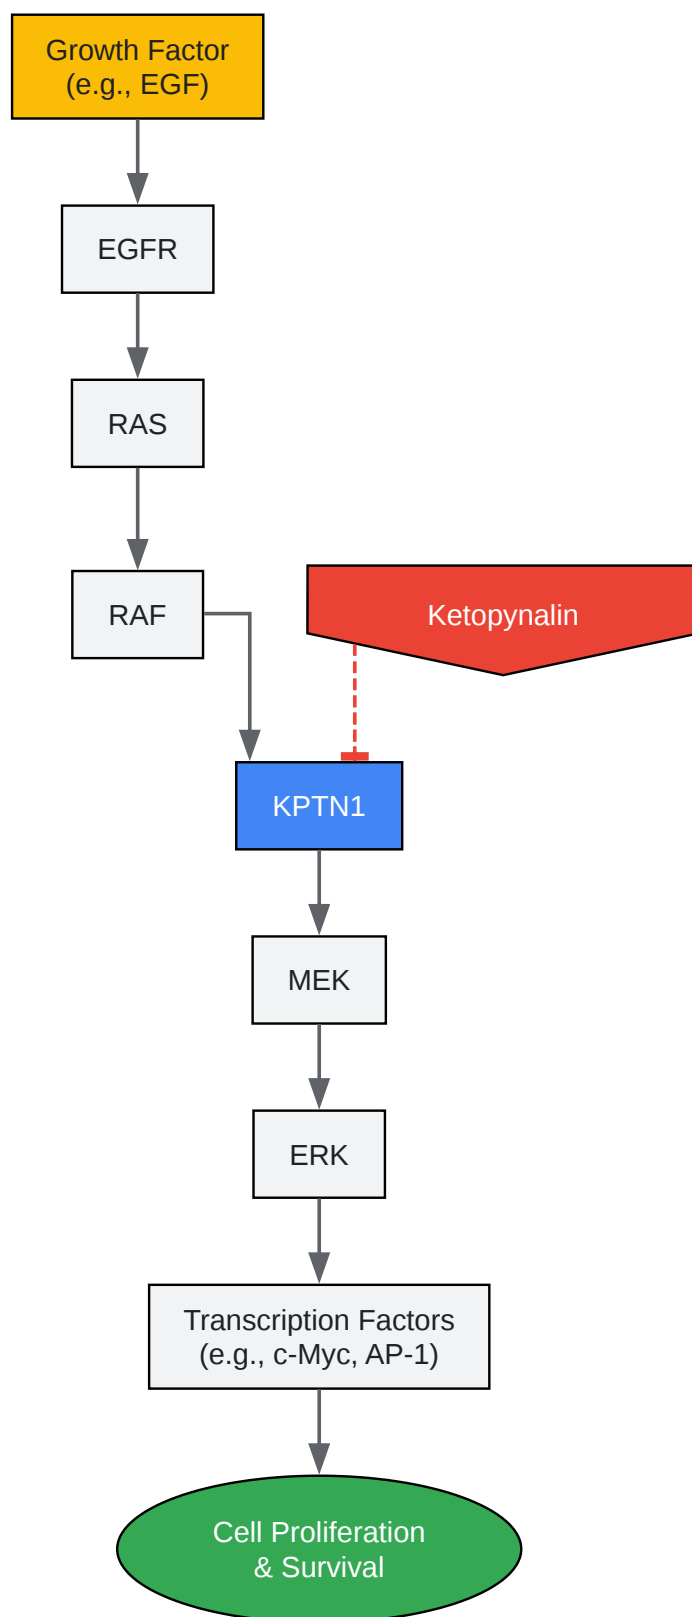 Growth Factor
(e.g., EGF)
EGFR
RAS
RAF
Ketopynalin
KPTN1
MEK
ERK
Transcription Factors
(e.g., c-Myc, AP-1)
Cell Proliferation
& Survival